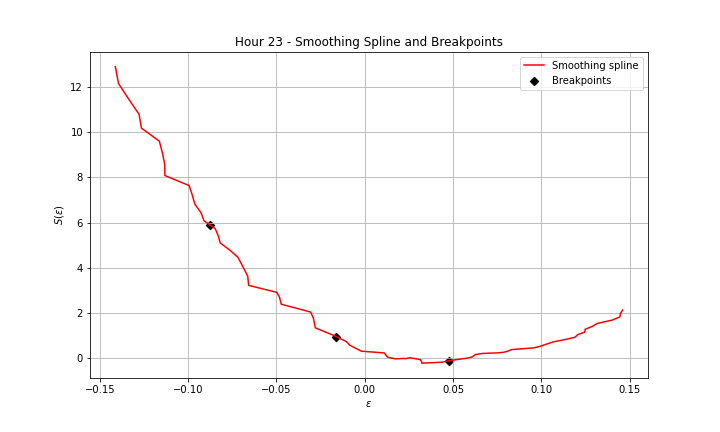 Hour 23 - Smoothing Spline and Breakpoints
Smoothing spline
Breakpoints
S(ε)
12
10
8
6
4
2
0
−0.15
−0.10
−0.05
0.00
0.05
0.10
0.15
ε